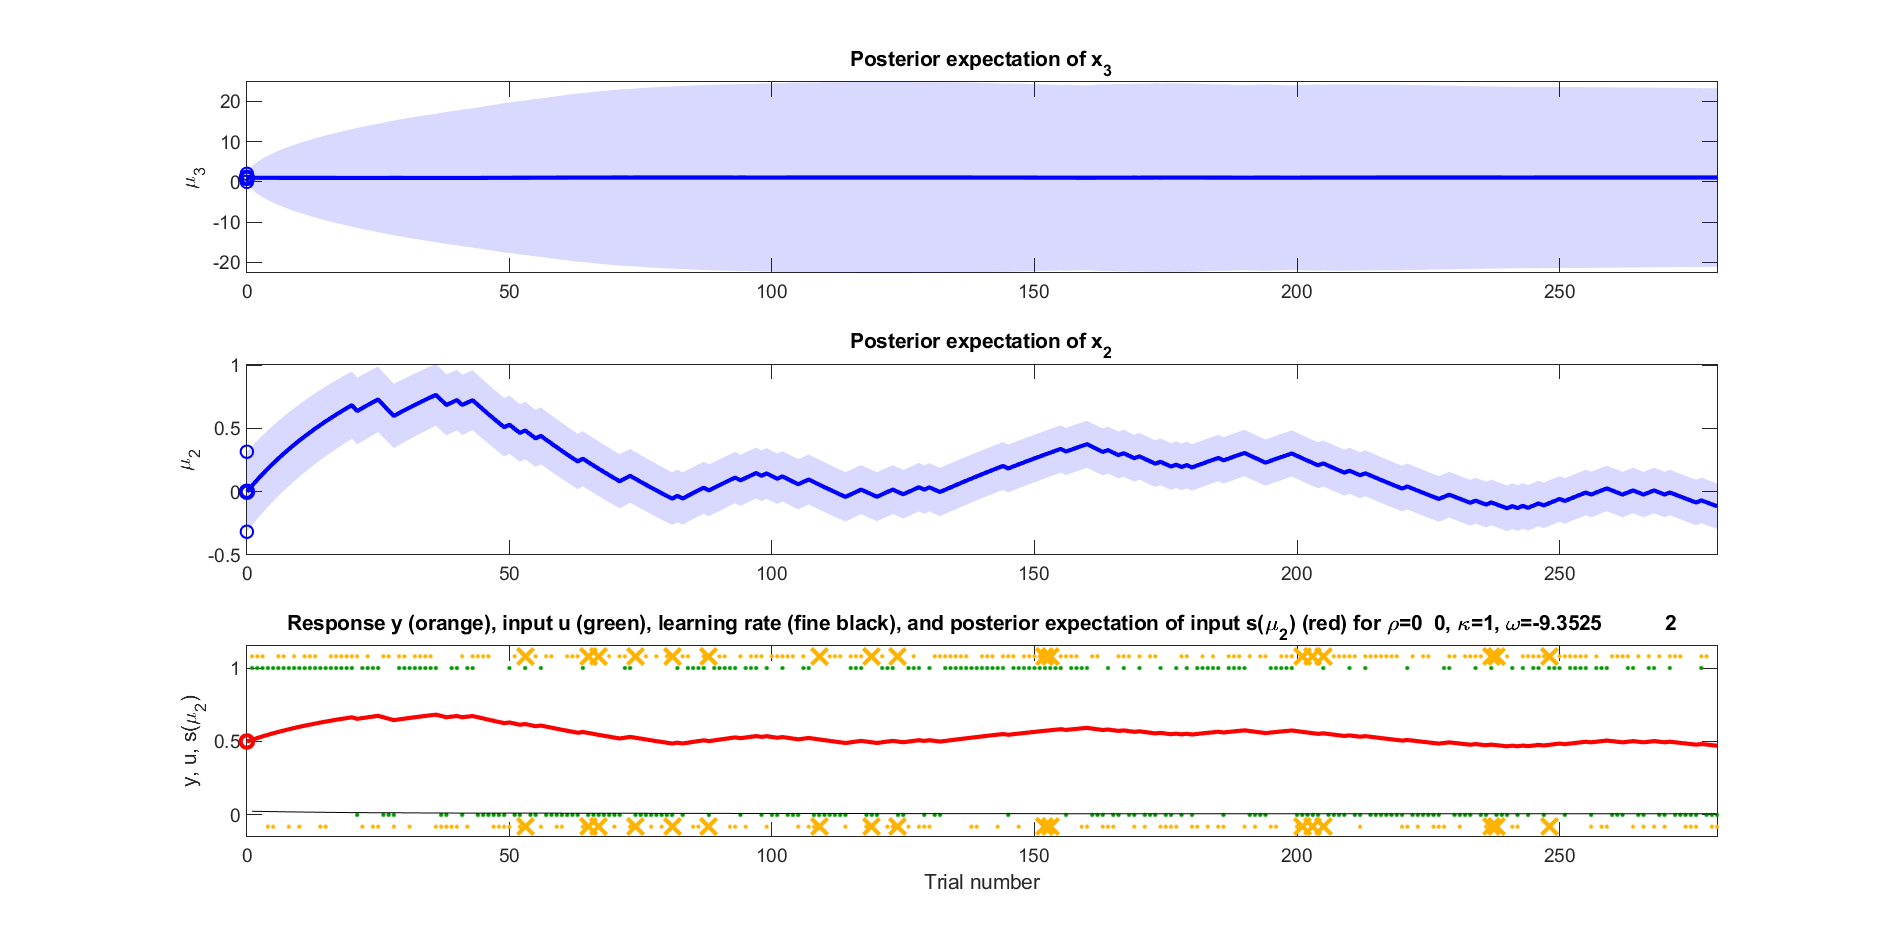 Posterior expectation of x₃
20
10
0
-10
-20
μ₃
0 50 100 150 200 250
Posterior expectation of x₂
1
0.5
0
-0.5
μ₂
0 50 100 150 200 250
Response y (orange), input u (green), learning rate (fine black), and posterior expectation of input s(μ₂) (red) for ρ=0 0, κ=1, ω=-9.3525 2
1
0.5
0
y, u, s(μ₂)
0 50 100 150 200 250
Trial number